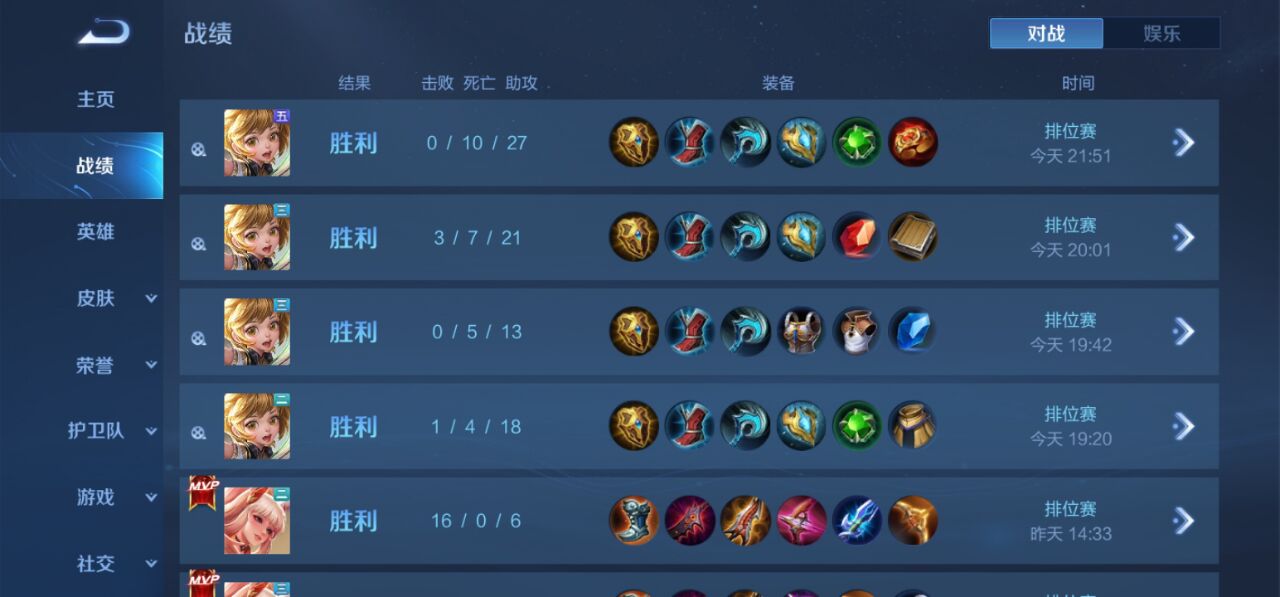 战绩
对战 娱乐
主页
战绩
英雄
皮肤
荣誉
护卫队
游戏
社交
结果 击败 死亡 助攻 装备 时间
五 胜利 0 / 10 / 27 排位赛
今天 21:51
三 胜利 3 / 7 / 21 排位赛
今天 20:01
三 胜利 0 / 5 / 13 排位赛
今天 19:42
二 胜利 1 / 4 / 18 排位赛
今天 19:20
MVP 二 胜利 16 / 0 / 6 排位赛
昨天 14:33
MVP 三